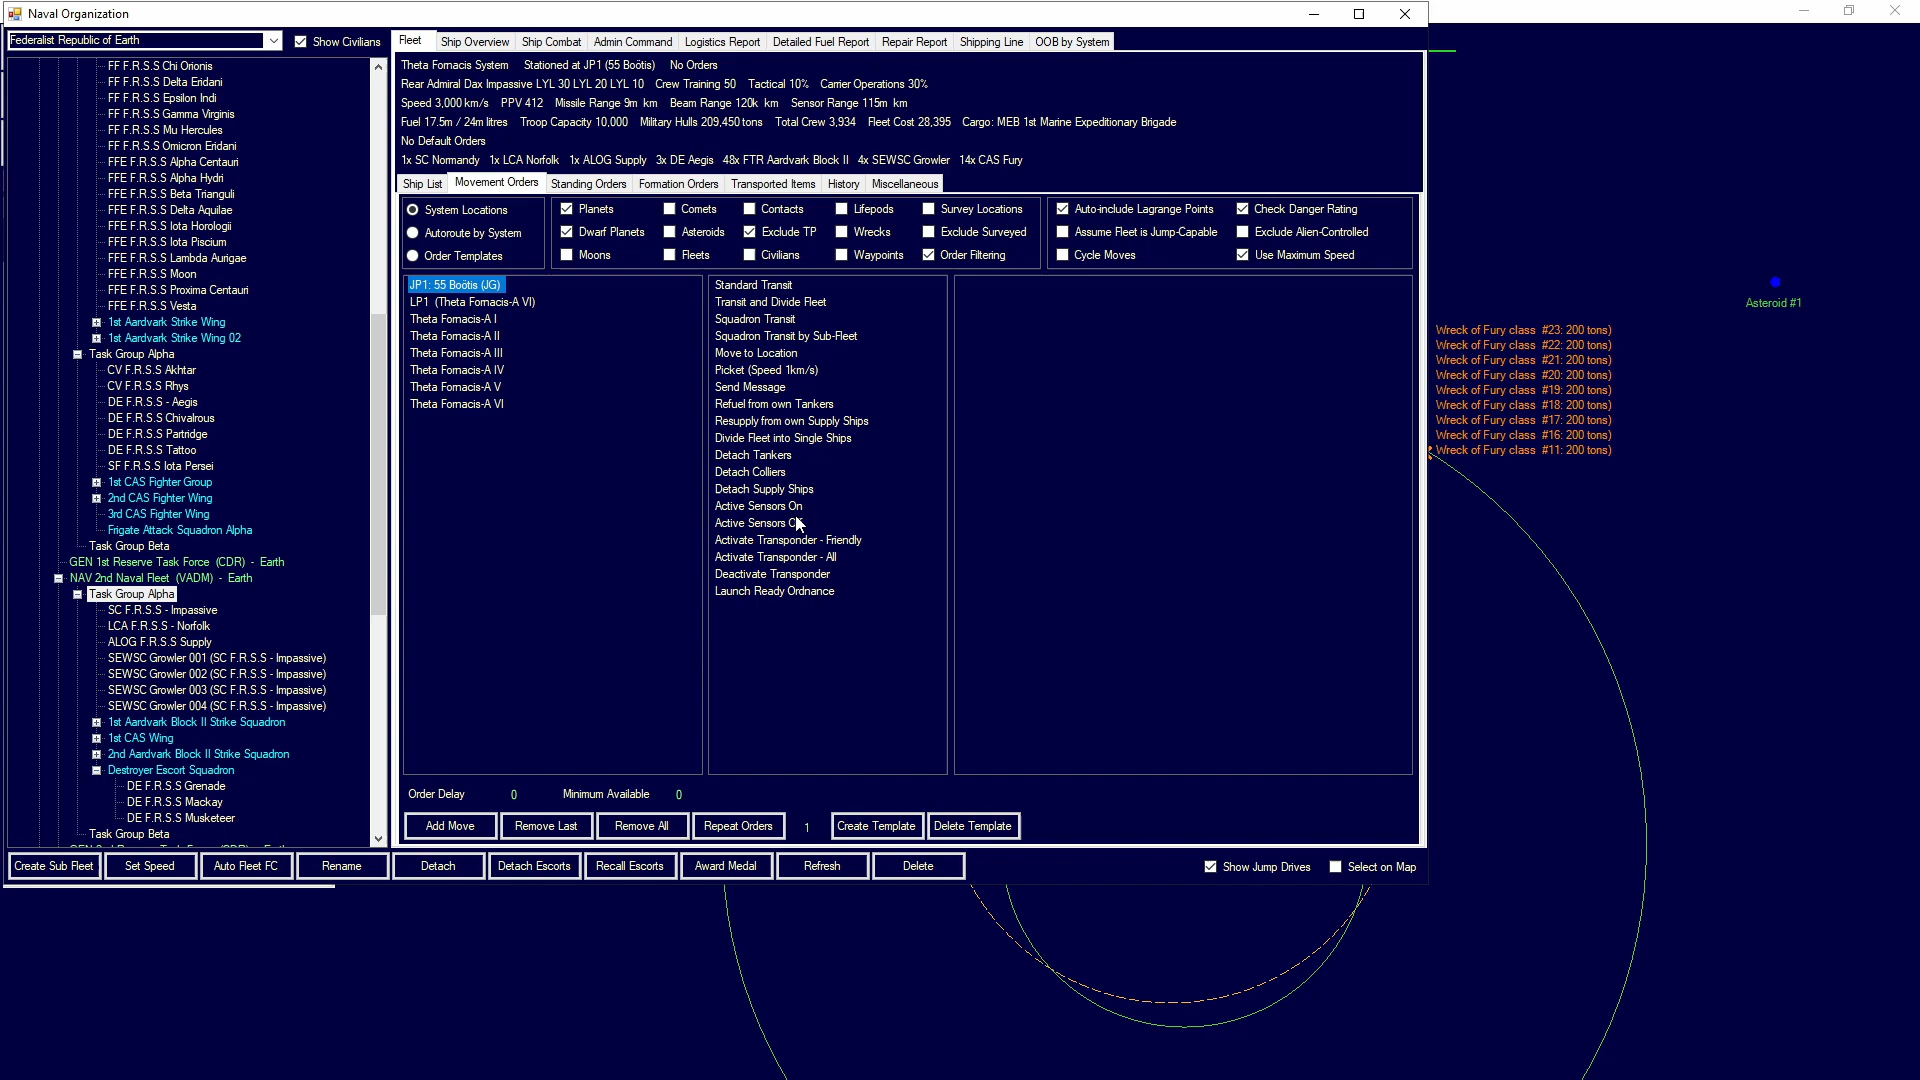 Naval Organization
Federalist Republic of Earth
Show Civilians
FF F.R.S.S Chi Orionis
FF F.R.S.S Delta Eridani
FF F.R.S.S Epsilon Indi
FF F.R.S.S Gamma Virginis
FF F.R.S.S Mu Hercules
FF F.R.S.S Omicron Eridani
FFE F.R.S.S Alpha Centauri
FFE F.R.S.S Alpha Hydri
FFE F.R.S.S Beta Trianguli
FFE F.R.S.S Delta Aquilae
FFE F.R.S.S Iota Horologii
FFE F.R.S.S Iota Piscium
FFE F.R.S.S Lambda Aurigae
FFE F.R.S.S Moon
FFE F.R.S.S Proxima Centauri
FFE F.R.S.S Vesta
1st Aardvark Strike Wing
1st Aardvark Strike Wing 02
Task Group Alpha
CV F.R.S.S Akhtar
CV F.R.S.S Rhys
DE F.R.S.S - Aegis
DE F.R.S.S Chivalrous
DE F.R.S.S Partridge
DE F.R.S.S Tattoo
SF F.R.S.S Iota Persei
1st CAS Fighter Group
2nd CAS Fighter Wing
3rd CAS Fighter Wing
Frigate Attack Squadron Alpha
Task Group Beta
GEN 1st Reserve Task Force (CDR) - Earth
NAV 2nd Naval Fleet (VADM) - Earth
Task Group Alpha
SC F.R.S.S - Impassive
LCA F.R.S.S - Norfolk
ALOG F.R.S.S Supply
SEWSC Growler 001 (SC F.R.S.S - Impassive)
SEWSC Growler 002 (SC F.R.S.S - Impassive)
SEWSC Growler 003 (SC F.R.S.S - Impassive)
SEWSC Growler 004 (SC F.R.S.S - Impassive)
1st Aardvark Block II Strike Squadron
1st CAS Wing
2nd Aardvark Block II Strike Squadron
Destroyer Escort Squadron
DE F.R.S.S Grenade
DE F.R.S.S Mackay
DE F.R.S.S Musketeer
Task Group Beta
Fleet Ship Overview Ship Combat Admin Command Logistics Report Detailed Fuel Report Repair Report Shipping Line OOB by System
Theta Fornacis System Stationed at JP1 (55 Boötis) No Orders
Rear Admiral Dax Impassive LYL 30 LYL 20 LYL 10 Crew Training 50 Tactical 10% Carrier Operations 30%
Speed 3,000 km/s PPV 412 Missile Range 9m km Beam Range 120k km Sensor Range 115m km
Fuel 17.5m / 24m litres Troop Capacity 10,000 Military Hulls 209,450 tons Total Crew 3,934 Fleet Cost 28,395 Cargo: MEB 1st Marine Expeditionary Brigade
No Default Orders
1x SC Normandy 1x LCA Norfolk 1x ALOG Supply 3x DE Aegis 48x FTR Aardvark Block II 4x SEWSC Growler 14x CAS Fury
Ship List Movement Orders Standing Orders Formation Orders Transported Items History Miscellaneous
System Locations Planets Comets Contacts Lifepods Survey Locations Auto-include Lagrange Points Check Danger Rating
Autoroute by System Dwarf Planets Asteroids Exclude TP Wrecks Exclude Surveyed Assume Fleet is Jump-Capable Exclude Alien-Controlled
Order Templates Moons Fleets Civilians Waypoints Order Filtering Cycle Moves Use Maximum Speed
JP1: 55 Boötis (JG)
LP1 (Theta Fornacis-A VI)
Theta Fornacis-A I
Theta Fornacis-A II
Theta Fornacis-A III
Theta Fornacis-A IV
Theta Fornacis-A V
Theta Fornacis-A VI
Standard Transit
Transit and Divide Fleet
Squadron Transit
Squadron Transit by Sub-Fleet
Move to Location
Picket (Speed 1km/s)
Send Message
Refuel from own Tankers
Resupply from own Supply Ships
Divide Fleet into Single Ships
Detach Tankers
Detach Colliers
Detach Supply Ships
Active Sensors On
Active Sensors
Activate Transponder - Friendly
Activate Transponder - All
Deactivate Transponder
Launch Ready Ordnance
Order Delay 0 Minimum Available 0
Add Move Remove Last Remove All Repeat Orders 1 Create Template Delete Template
Create Sub Fleet Set Speed Auto Fleet FC Rename Detach Detach Escorts Recall Escorts Award Medal Refresh Delete Show Jump Drives Select on Map
Asteroid #1
Wreck of Fury class #23: 200 tons)
Wreck of Fury class #22: 200 tons)
Wreck of Fury class #21: 200 tons)
Wreck of Fury class #20: 200 tons)
Wreck of Fury class #19: 200 tons)
Wreck of Fury class #18: 200 tons)
Wreck of Fury class #17: 200 tons)
Wreck of Fury class #16: 200 tons)
Wreck of Fury class #11: 200 tons)